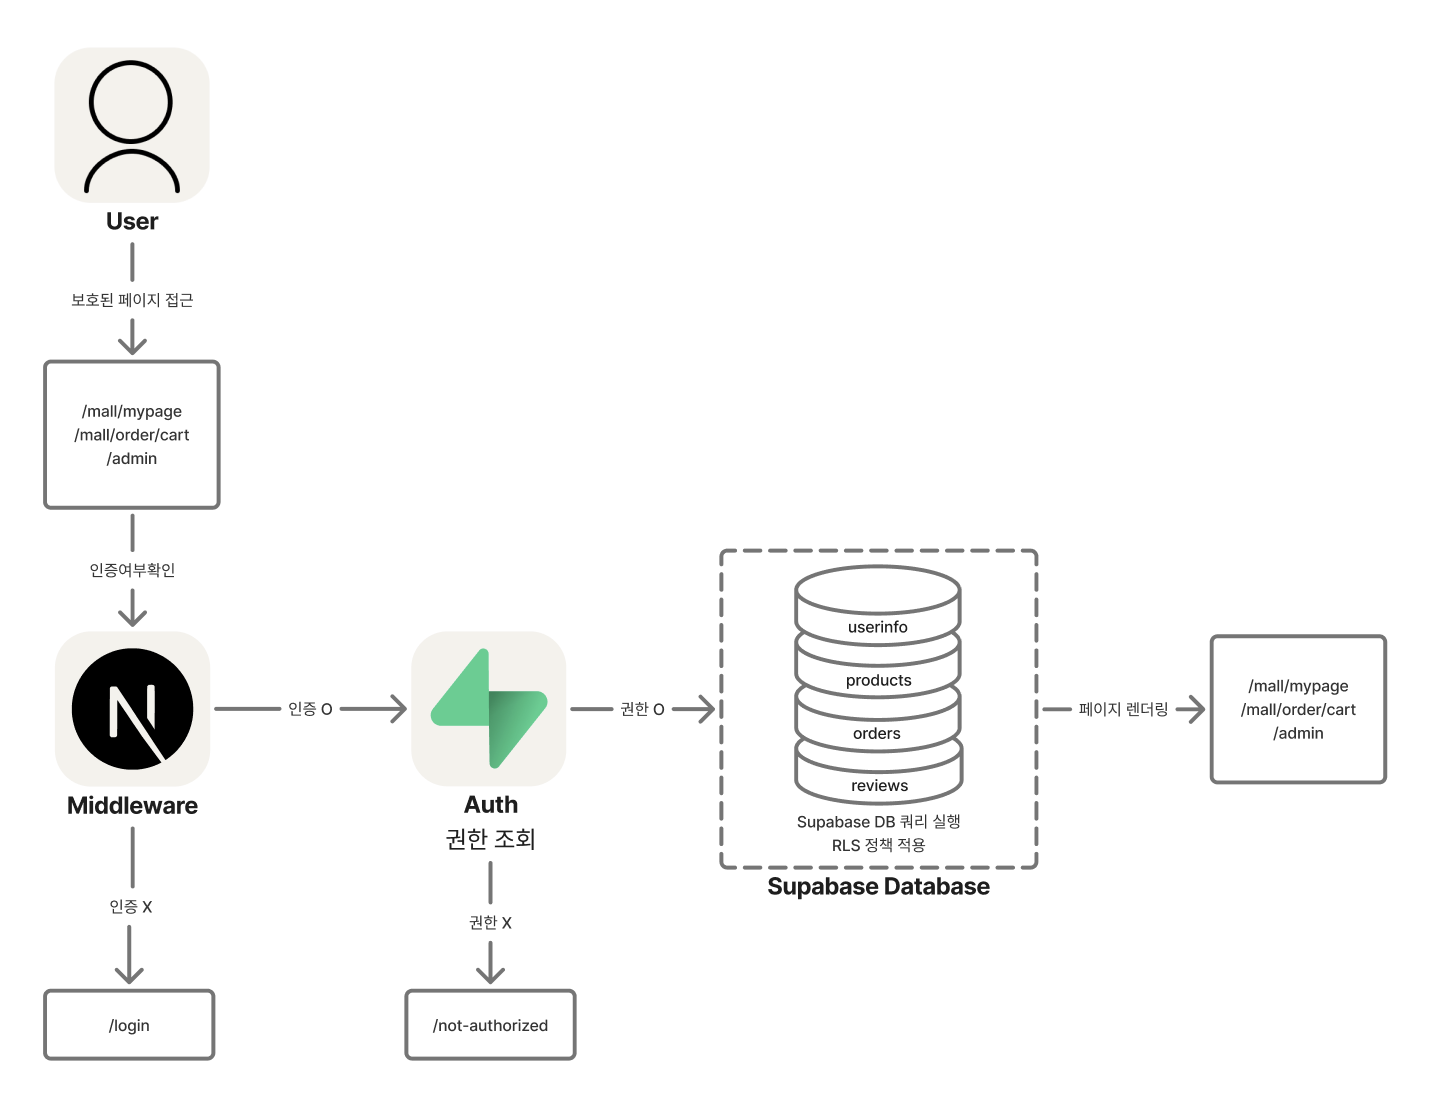 User
보호된 페이지 접근
/mall/mypage
/mall/order/cart
/admin
인증여부확인
Middleware
인증 O
Auth
권한 조회
권한 O
userinfo
products
orders
reviews
Supabase DB 쿼리 실행
RLS 정책 적용
Supabase Database
페이지 렌더링
/mall/mypage
/mall/order/cart
/admin
인증 X
/login
권한 X
/not-authorized